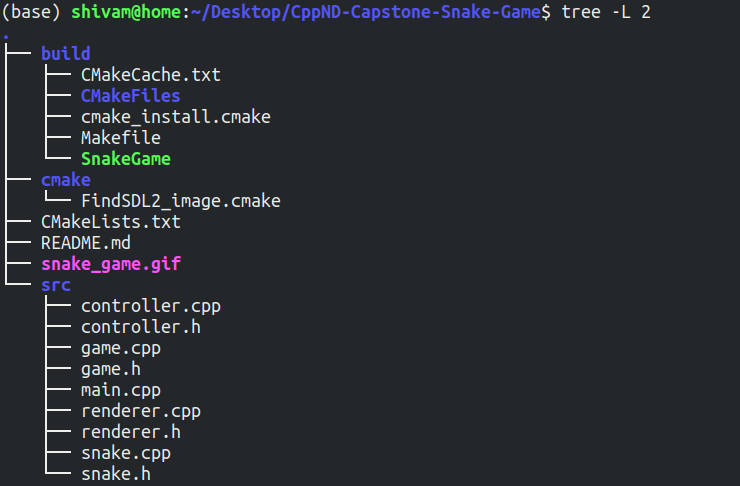 (base) shivam@home:~/Desktop/CppND-Capstone-Snake-Game$ tree -L 2
.
├── build
│   ├── CMakeCache.txt
│   ├── CMakeFiles
│   ├── cmake_install.cmake
│   ├── Makefile
│   └── SnakeGame
├── cmake
│   └── FindSDL2_image.cmake
├── CMakeLists.txt
├── README.md
├── snake_game.gif
└── src
    ├── controller.cpp
    ├── controller.h
    ├── game.cpp
    ├── game.h
    ├── main.cpp
    ├── renderer.cpp
    ├── renderer.h
    ├── snake.cpp
    └── snake.h